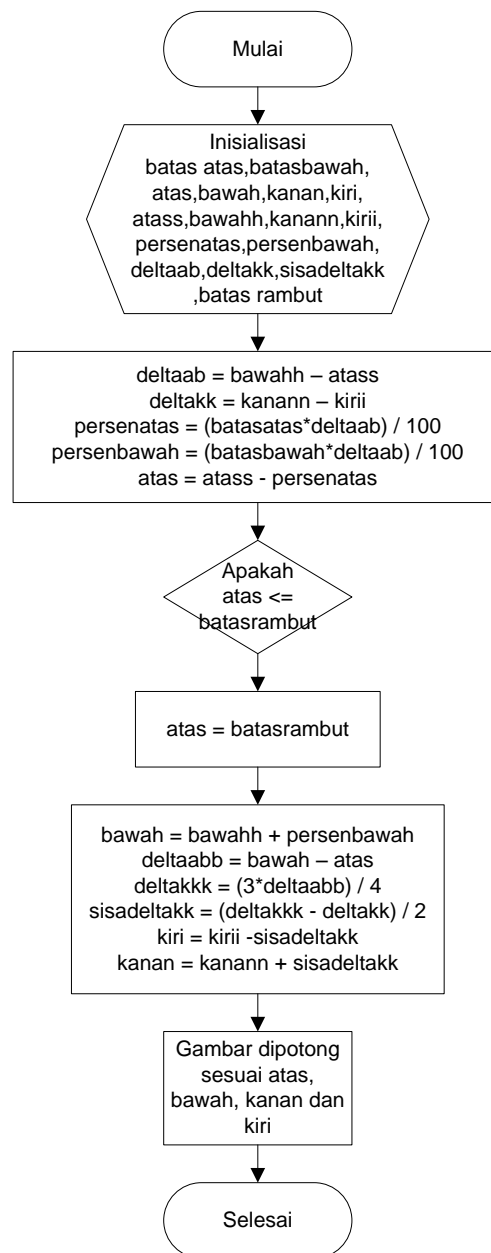 Mulai
Inisialisasi
batas atas,batasbawah,
atas,bawah,kanan,kiri,
atass,bawahh,kanann,kirii,
persenatas,persenbawah,
deltaab,deltakk,sisadeltakk
,batas rambut
deltaab = bawahh – atass
deltakk = kanann – kirii
persenatas = (batasatas*deltaab) / 100
persenbawah = (batasbawah*deltaab) / 100
atas = atass - persenatas
Apakah
atas <=
batasrambut
atas = batasrambut
bawah = bawahh + persenbawah
deltaabb = bawah – atas
deltakkk = (3*deltaabb) / 4
sisadeltakk = (deltakkk - deltakk) / 2
kiri = kirii -sisadeltakk
kanan = kanann + sisadeltakk
Gambar dipotong
sesuai atas,
bawah, kanan dan
kiri
Selesai